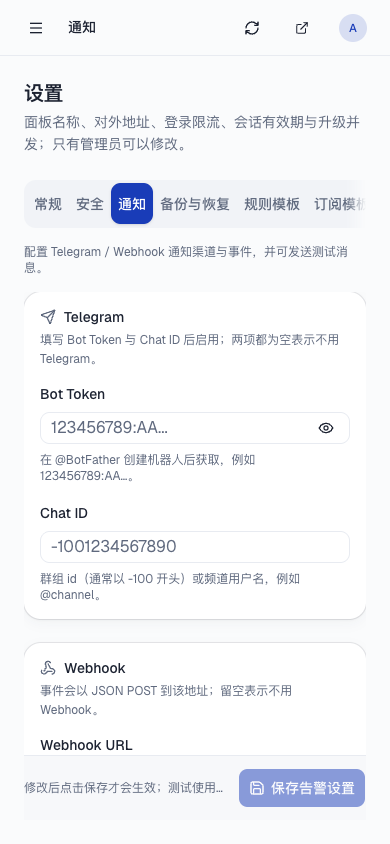 通知
A
设置
面板名称、对外地址、登录限流、会话有效期与升级并
发；只有管理员可以修改。
常规 安全 通知 备份与恢复 规则模板 订阅模板
配置 Telegram / Webhook 通知渠道与事件，并可发送测试消
息。
Telegram
填写 Bot Token 与 Chat ID 后启用；两项都为空表示不用
Telegram。
Bot Token
123456789:AA...
在 @BotFather 创建机器人后获取，例如
123456789:AA…。
Chat ID
-1001234567890
群组 id（通常以 -100 开头）或频道用户名，例如
@channel。
Webhook
事件会以 JSON POST 到该地址；留空表示不用
Webhook。
Webhook URL
修改后点击保存才会生效；测试使用… 保存告警设置